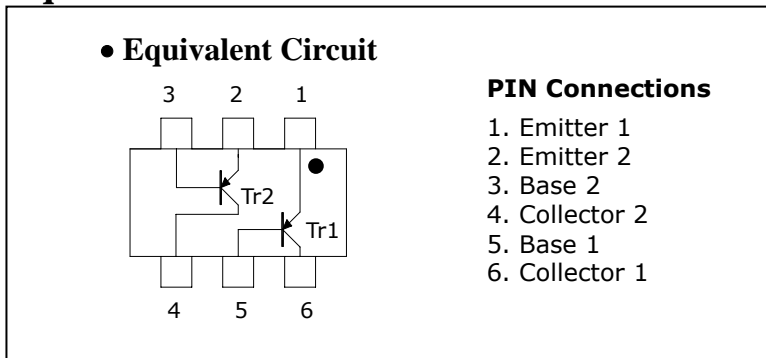 • Equivalent Circuit
3 2 1
Tr2
Tr1
4 5 6
PIN Connections
1. Emitter 1
2. Emitter 2
3. Base 2
4. Collector 2
5. Base 1
6. Collector 1